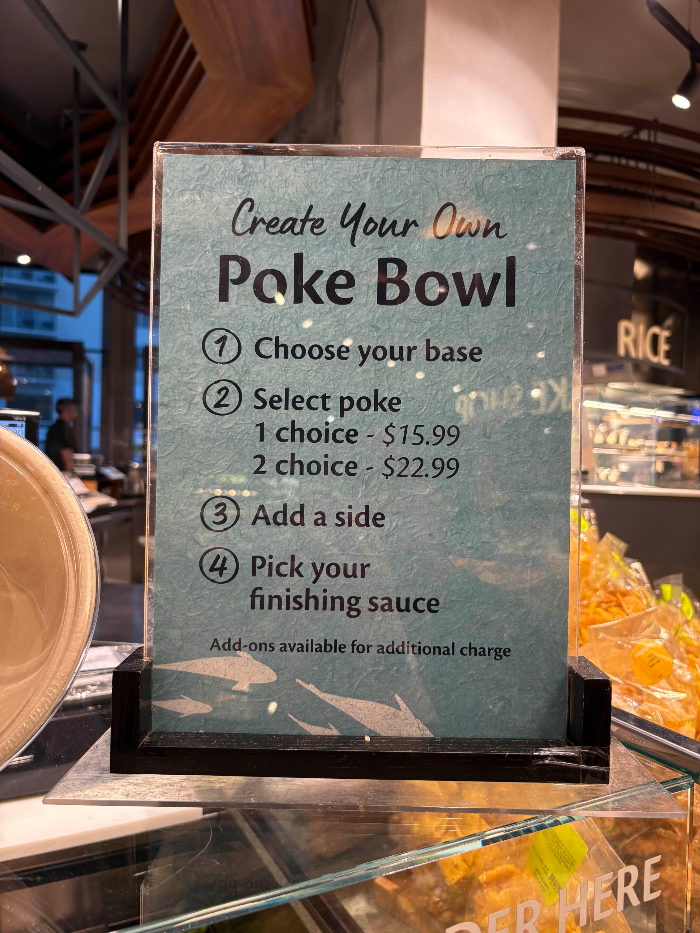 Create Your Own
Poke Bowl
1 Choose your base
2 Select poke
1 choice - $15.99
2 choice - $22.99
3 Add a side
4 Pick your
finishing sauce
Add-ons available for additional charge
RICE
DER HERE